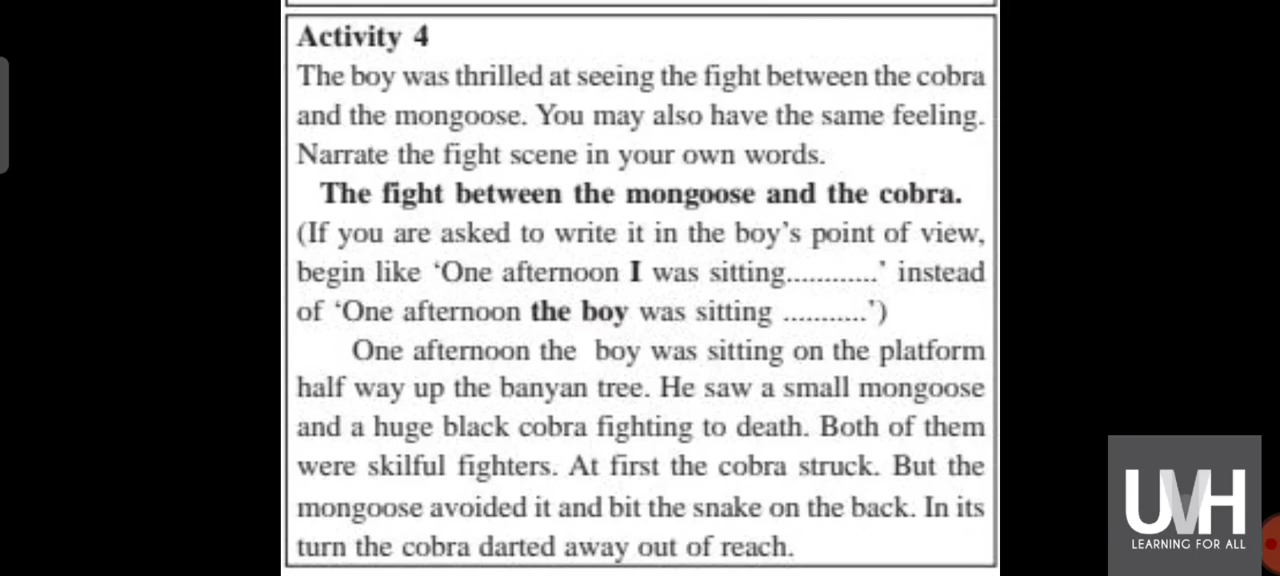 Activity 4
The boy was thrilled at seeing the fight between the cobra
and the mongoose. You may also have the same feeling.
Narrate the fight scene in your own words.
The fight between the mongoose and the cobra.
(If you are asked to write it in the boy's point of view,
begin like 'One afternoon I was sitting............' instead
of 'One afternoon the boy was sitting ...........')
One afternoon the boy was sitting on the platform
half way up the banyan tree. He saw a small mongoose
and a huge black cobra fighting to death. Both of them
were skilful fighters. At first the cobra struck. But the
mongoose avoided it and bit the snake on the back. In its
turn the cobra darted away out of reach.
UVH
LEARNING FOR ALL